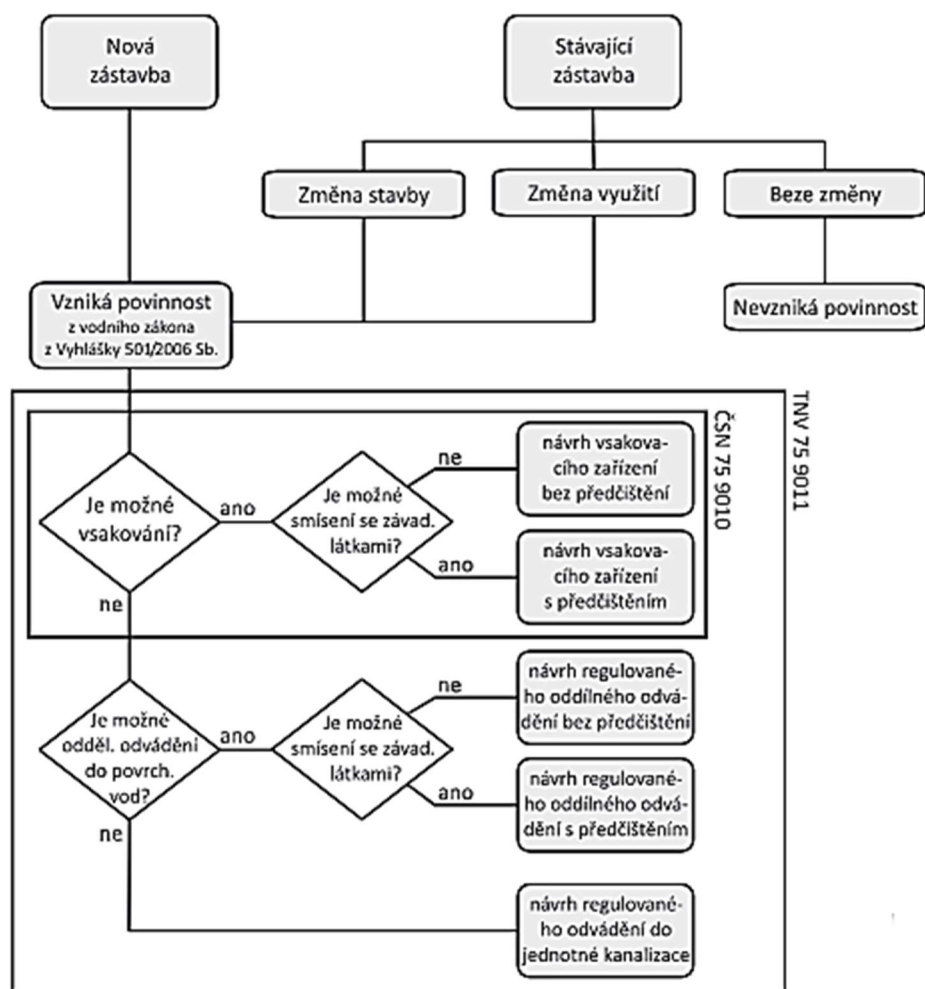 Nová
zástavba
Stávající
zástavba
Změna stavby
Změna využití
Beze změny
Vzniká povinnost
z vodního zákona
z Vyhlášky 501/2006 Sb.
Nevzniká povinnost
TNV 75 9011
ČSN 75 9010
Je možné
vsakování?
ano
Je možné
smísení se závad.
látkami?
ne
návrh vsakova-
cího zařízení
bez předčištění
ano
návrh vsakova-
cího zařízení
s předčištěním
ne
Je možné
odděl. odvádění
do povrch.
vod?
ano
Je možné
smísení se závad.
látkami?
ne
návrh regulované-
ho oddílného odvá-
dění bez předčištění
ano
návrh regulované-
ho oddílného odvá-
dění s předčištěním
ne
návrh regulované-
ho odvádění do
jednotné kanalizace